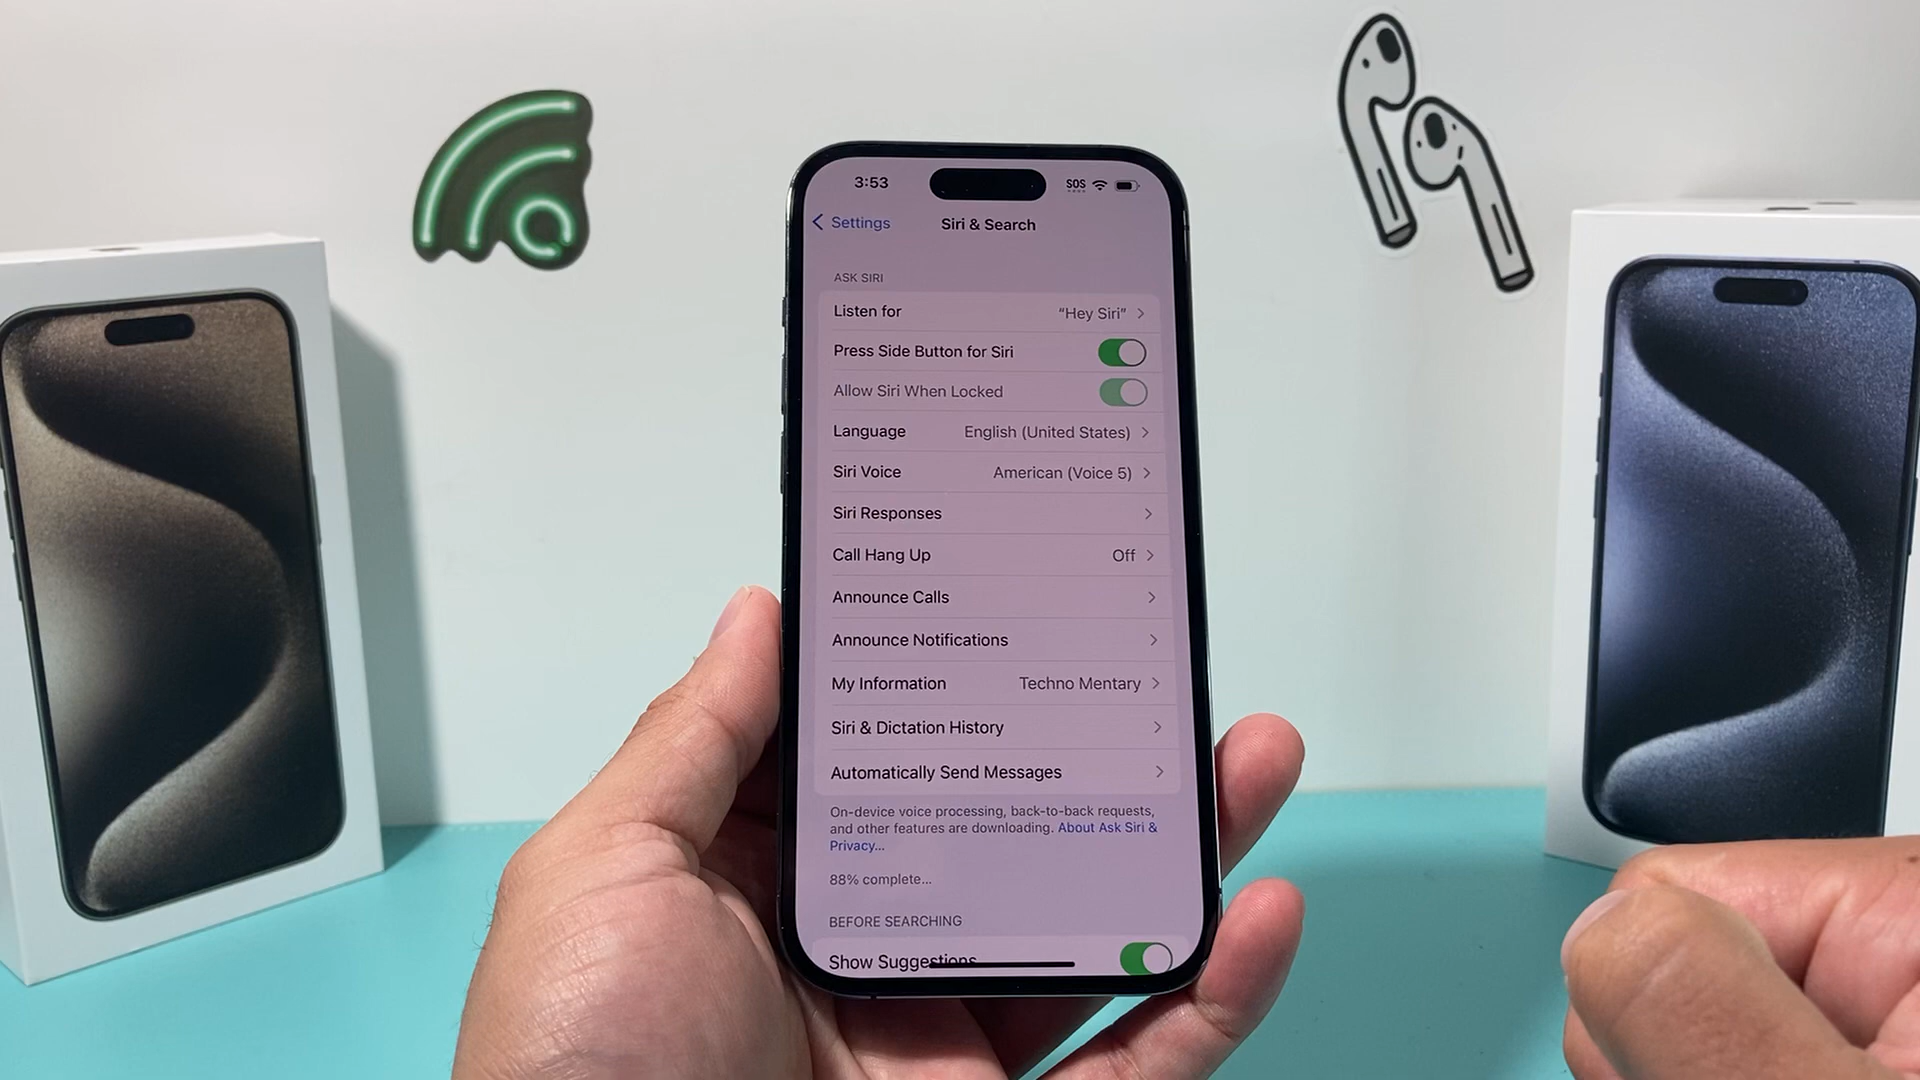 3:53 SOS
Settings Siri & Search
ASK SIRI
Listen for “Hey Siri”
Press Side Button for Siri
Allow Siri When Locked
Language English (United States)
Siri Voice American (Voice 5)
Siri Responses
Call Hang Up Off
Announce Calls
Announce Notifications
My Information Techno Mentary
Siri & Dictation History
Automatically Send Messages
On-device voice processing, back-to-back requests,
and other features are downloading. About Ask Siri &
Privacy...
88% complete...
BEFORE SEARCHING
Show Suggestions